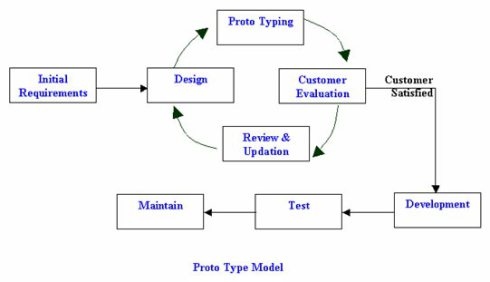 Proto Typing
Initial
Requirements
Design
Customer
Evaluation
Customer
Satisfied
Review &
Updation
Maintain
Test
Development
Proto Type Model